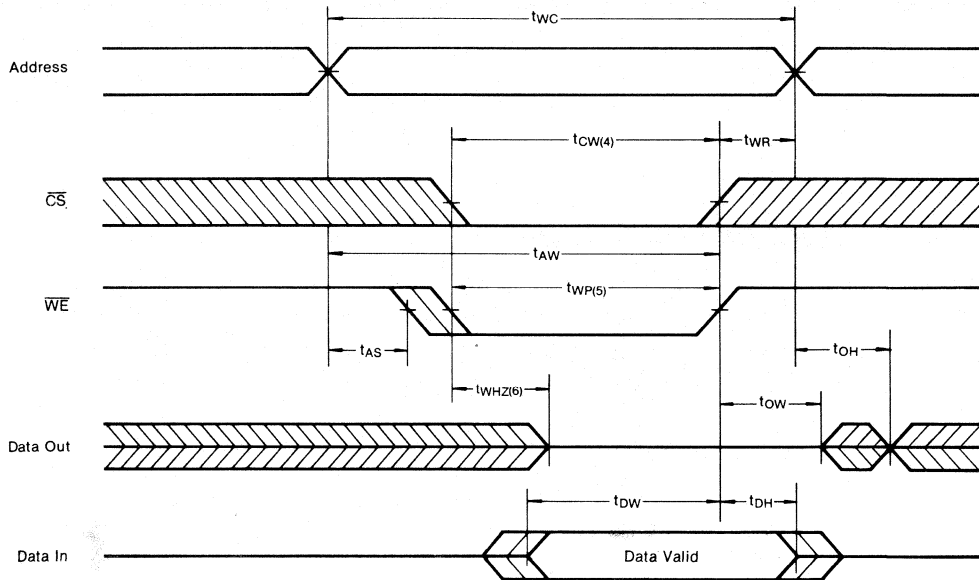 tWC
Address
tCW(4)
tWR
CS
tAW
WE
tWP(5)
tAS
tOH
tWHZ(6)
tOW
Data Out
tDW
tDH
Data In
Data Valid